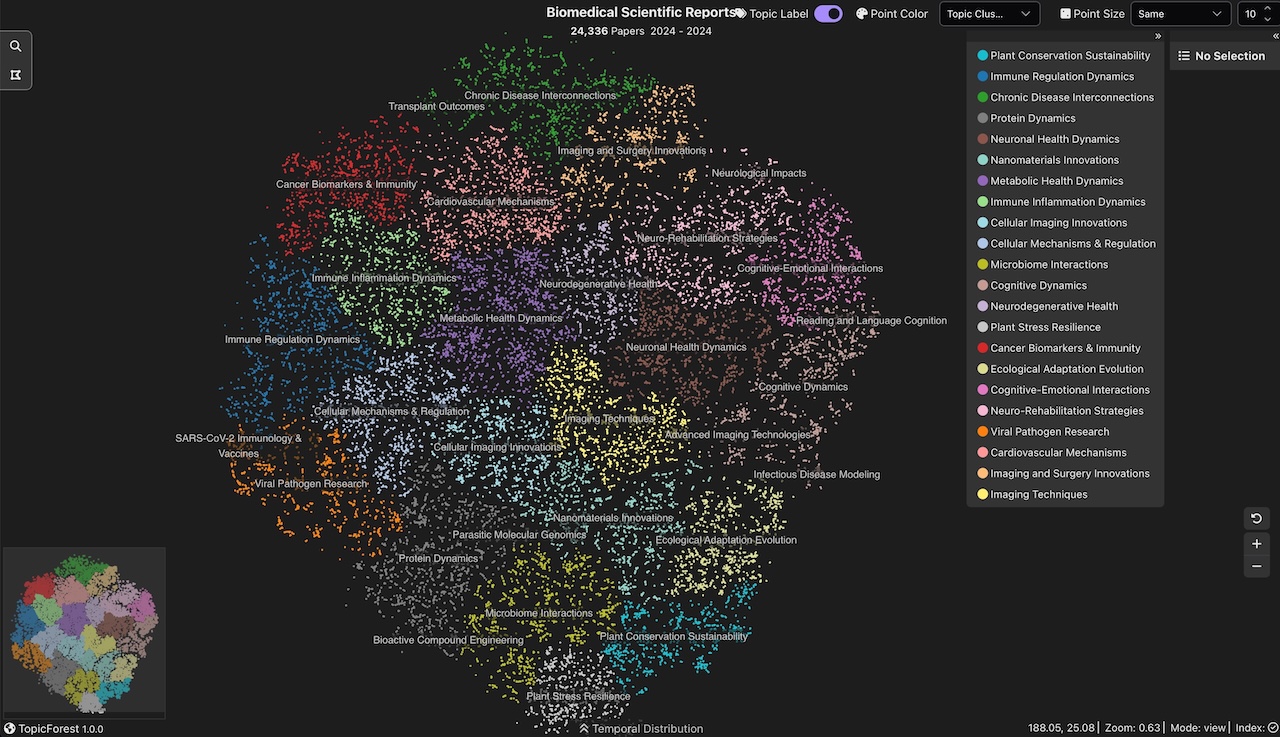 Biomedical Scientific Reports
Topic Label
Point Color
Topic Clus...
Point Size
Same
10
24,336 Papers 2024 - 2024
No Selection
Plant Conservation Sustainability
Immune Regulation Dynamics
Chronic Disease Interconnections
Protein Dynamics
Neuronal Health Dynamics
Nanomaterials Innovations
Metabolic Health Dynamics
Immune Inflammation Dynamics
Cellular Imaging Innovations
Cellular Mechanisms & Regulation
Microbiome Interactions
Cognitive Dynamics
Neurodegenerative Health
Plant Stress Resilience
Cancer Biomarkers & Immunity
Ecological Adaptation Evolution
Cognitive-Emotional Interactions
Neuro-Rehabilitation Strategies
Viral Pathogen Research
Cardiovascular Mechanisms
Imaging and Surgery Innovations
Imaging Techniques
Chronic Disease Interconnections
Transplant Outcomes
Imaging and Surgery Innovations
Neurological Impacts
Cancer Biomarkers & Immunity
Cardiovascular Mechanisms
Neuro-Rehabilitation Strategies
Cognitive-Emotional Interactions
Immune Inflammation Dynamics
Neurodegenerative Health
Metabolic Health Dynamics
Reading and Language Cognition
Immune Regulation Dynamics
Neuronal Health Dynamics
Cognitive Dynamics
Cellular Mechanisms & Regulation
Imaging Techniques
Advanced Imaging Technologies
SARS-CoV-2 Immunology &
Vaccines
Cellular Imaging Innovations
Infectious Disease Modeling
Viral Pathogen Research
Nanomaterials Innovations
Parasitic Molecular Genomics
Ecological Adaptation Evolution
Protein Dynamics
Microbiome Interactions
Plant Conservation Sustainability
Bioactive Compound Engineering
Plant Stress Resilience
TopicForest 1.0.0
Temporal Distribution
188.05, 25.08| Zoom: 0.63| Mode: view| Index: